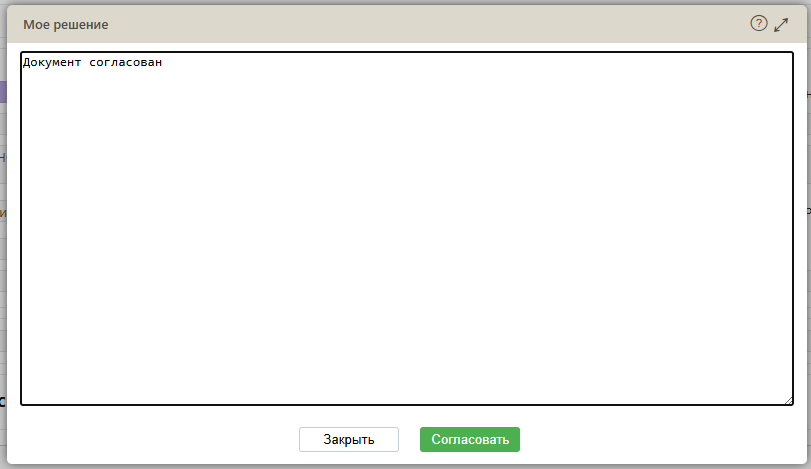 Мое решение
?
Документ согласован
Закрыть
Согласовать